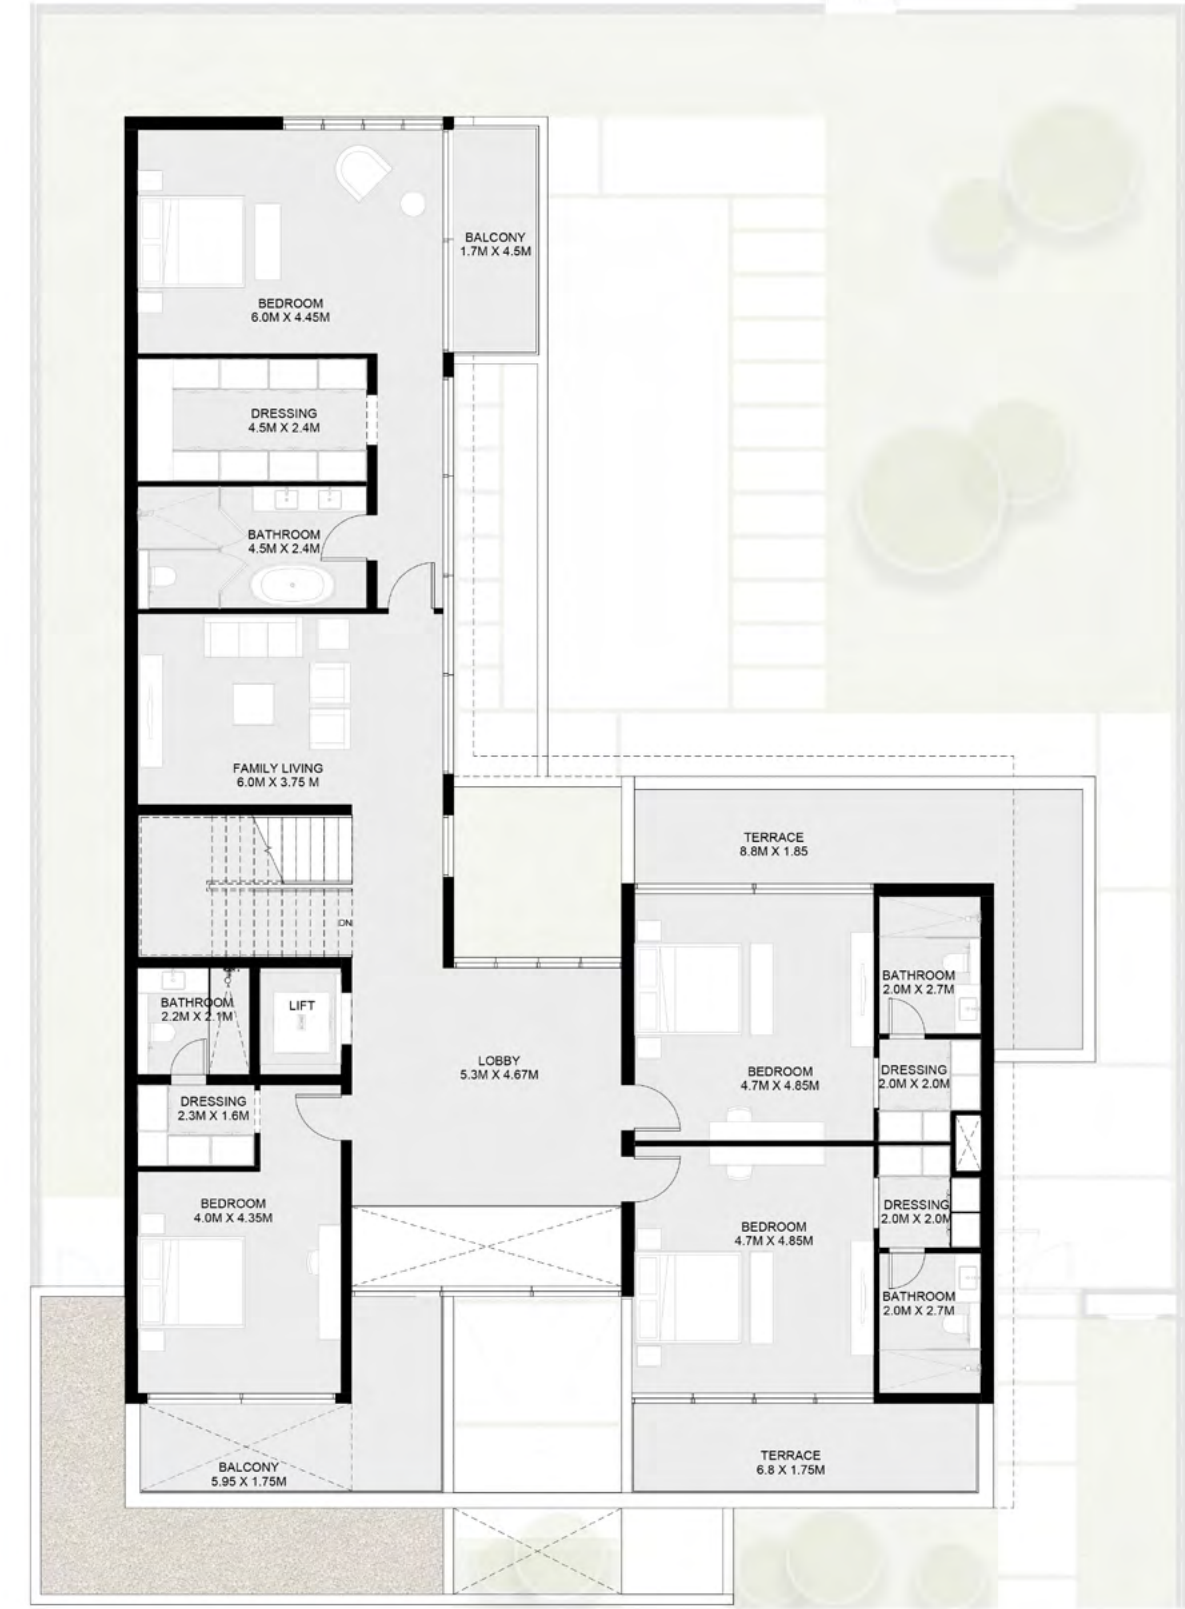 BALCONY
1.7M X 4.5M
BEDROOM
6.0M X 4.45M
DRESSING
4.5M X 2.4M
BATHROOM
4.5M X 2.4M
FAMILY LIVING
6.0M X 3.75 M
TERRACE
8.8M X 1.85
DN
BATHROOM
2.2M X 2.1M
LIFT
BATHROOM
2.0M X 2.7M
LOBBY
5.3M X 4.67M
BEDROOM
4.7M X 4.85M
DRESSING
2.0M X 2.0M
DRESSING
2.3M X 1.6M
BEDROOM
4.0M X 4.35M
BEDROOM
4.7M X 4.85M
DRESSING
2.0M X 2.0M
BATHROOM
2.0M X 2.7M
BALCONY
5.95 X 1.75M
TERRACE
6.8 X 1.75M